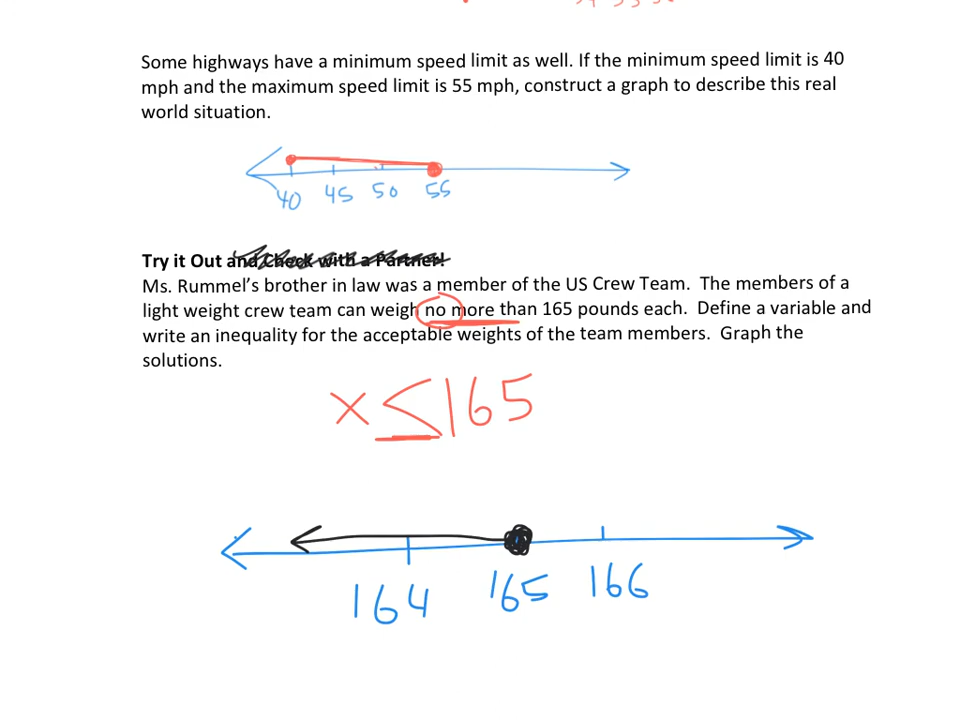 Some highways have a minimum speed limit as well. If the minimum speed limit is 40
mph and the maximum speed limit is 55 mph, construct a graph to describe this real
world situation.
40 45 50 55
Try it Out and Check with a Partner!
Ms. Rummel's brother in law was a member of the US Crew Team. The members of a
light weight crew team can weigh no more than 165 pounds each. Define a variable and
write an inequality for the acceptable weights of the team members. Graph the
solutions.
x ≤ 165
164 165 166